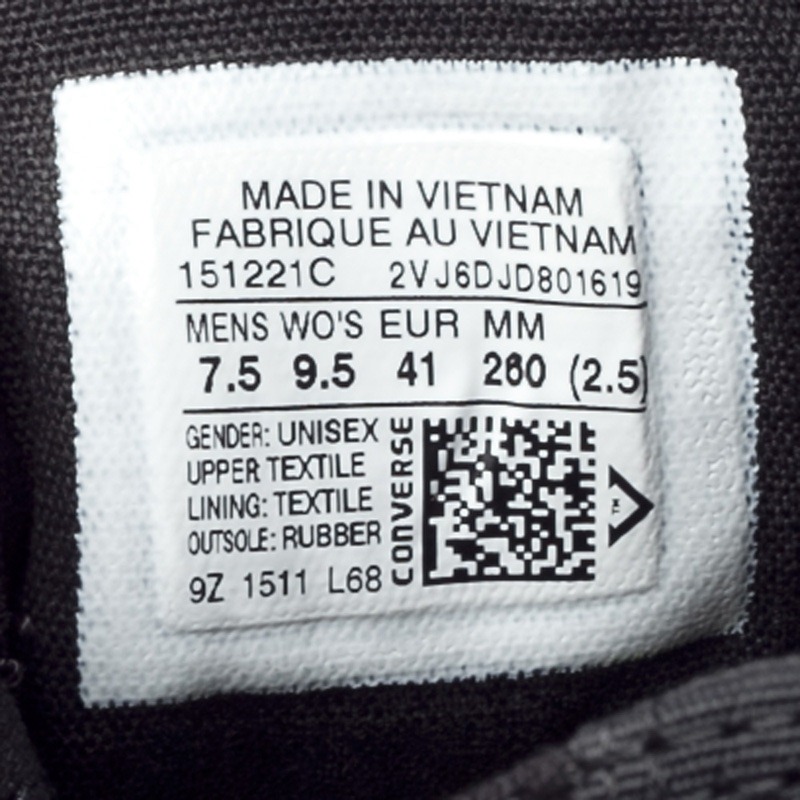 MADE IN VIETNAM
FABRIQUE AU VIETNAM
151221C 2VJ6DJD801619
MENS WO'S EUR MM
7.5 9.5 41 260 (2.5)
GENDER: UNISEX
UPPER TEXTILE
LINING: TEXTILE
OUTSOLE: RUBBER
9Z 1511 L68
CONVERSE